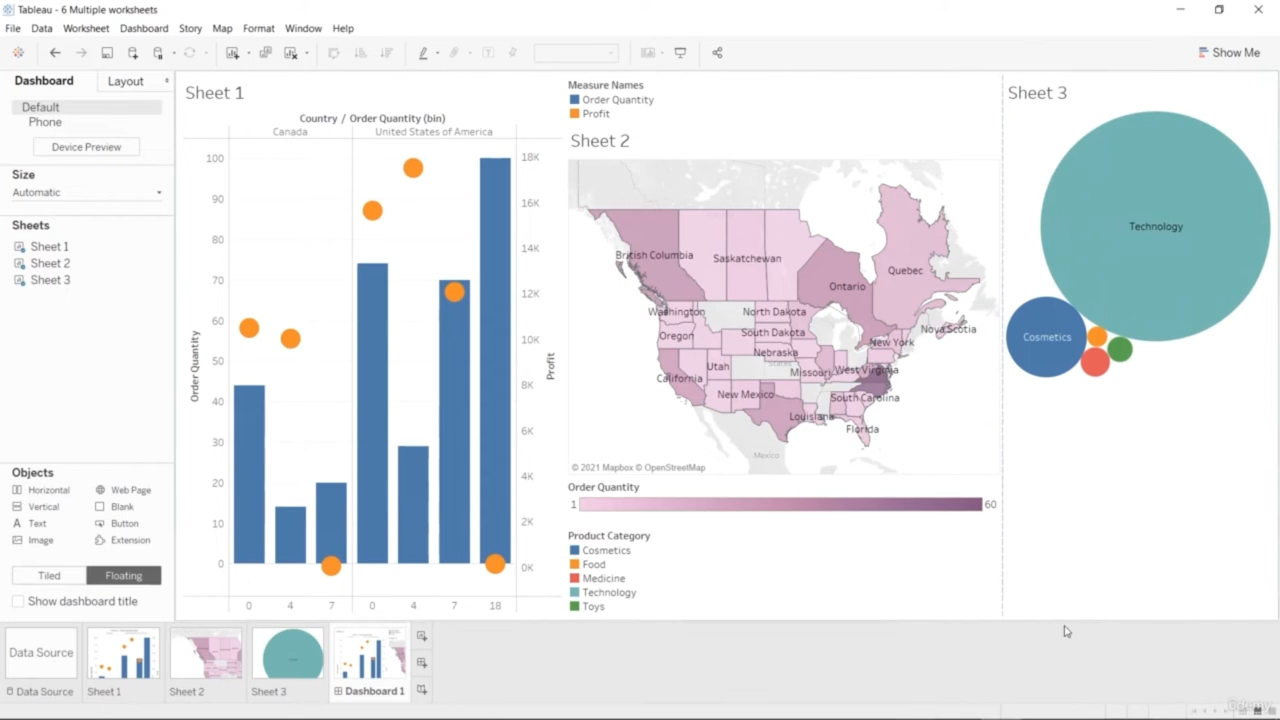 Tableau - 6 Multiple worksheets
File Data Worksheet Dashboard Story Map Format Window Help
Show Me
Dashboard Layout
Default
Phone
Device Preview
Size
Automatic
Sheets
Sheet 1
Sheet 2
Sheet 3
Objects
Horizontal Web Page
Vertical Blank
Text Button
Image Extension
Tiled Floating
Show dashboard title
Sheet 1
Country / Order Quantity (bin)
Canada United States of America
Order Quantity
100
90
80
70
60
50
40
30
20
10
0
18K
16K
14K
12K
10K
8K
6K
4K
2K
0K
Profit
0 4 7 0 4 7 18
Measure Names
Order Quantity
Profit
Sheet 2
British Columbia
Saskatchewan
Quebec
Ontario
Washington
North Dakota
Nova Scotia
Oregon
South Dakota
New York
Nebraska
States
Utah
Missouri
West Virginia
California
New Mexico
South Carolina
Louisiana
Florida
Mexico
© 2021 Mapbox © OpenStreetMap
Order Quantity
1 60
Product Category
Cosmetics
Food
Medicine
Technology
Toys
Sheet 3
Technology
Cosmetics
Data Source
Data Source Sheet 1 Sheet 2 Sheet 3 Dashboard 1
Udemy